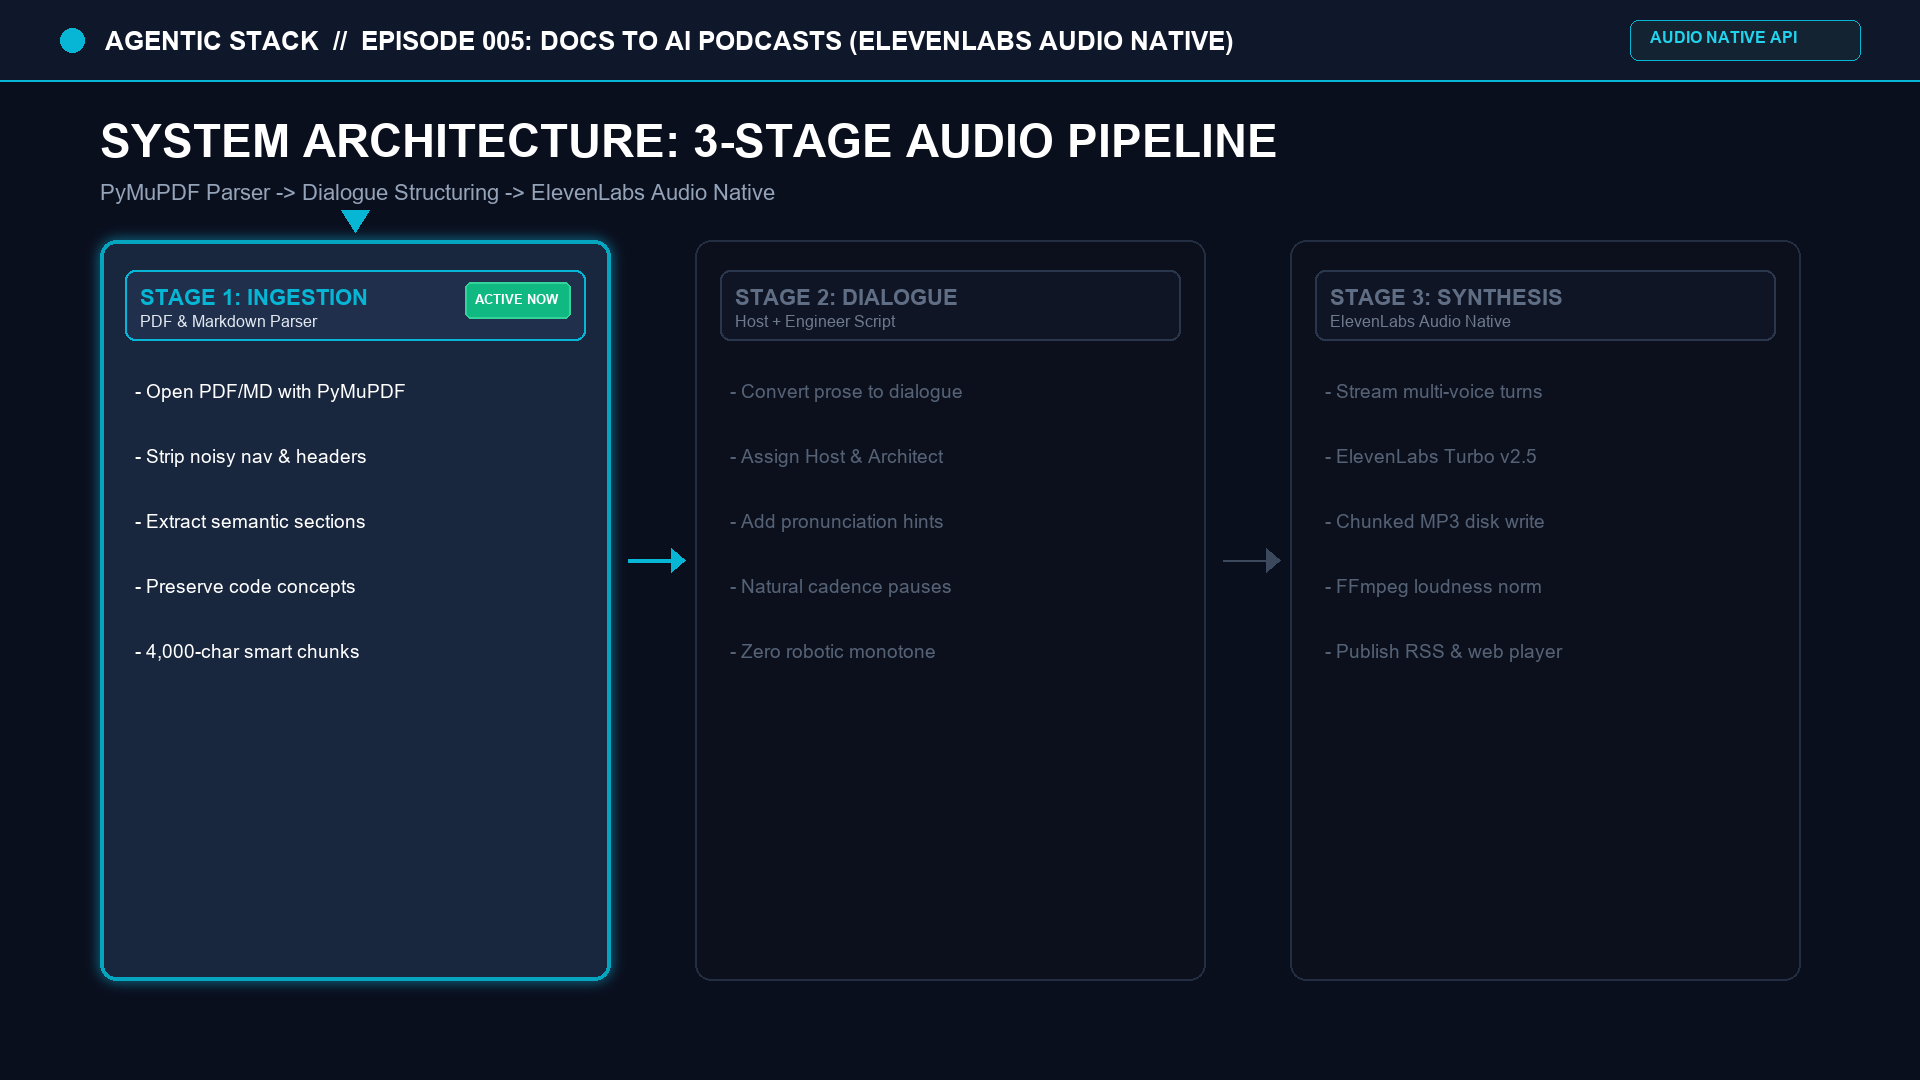 AGENTIC STACK // EPISODE 005: DOCS TO AI PODCASTS (ELEVENLABS AUDIO NATIVE)
AUDIO NATIVE API
SYSTEM ARCHITECTURE: 3-STAGE AUDIO PIPELINE
PyMuPDF Parser -> Dialogue Structuring -> ElevenLabs Audio Native
STAGE 1: INGESTION
ACTIVE NOW
PDF & Markdown Parser
- Open PDF/MD with PyMuPDF
- Strip noisy nav & headers
- Extract semantic sections
- Preserve code concepts
- 4,000-char smart chunks
STAGE 2: DIALOGUE
Host + Engineer Script
- Convert prose to dialogue
- Assign Host & Architect
- Add pronunciation hints
- Natural cadence pauses
- Zero robotic monotone
STAGE 3: SYNTHESIS
ElevenLabs Audio Native
- Stream multi-voice turns
- ElevenLabs Turbo v2.5
- Chunked MP3 disk write
- FFmpeg loudness norm
- Publish RSS & web player